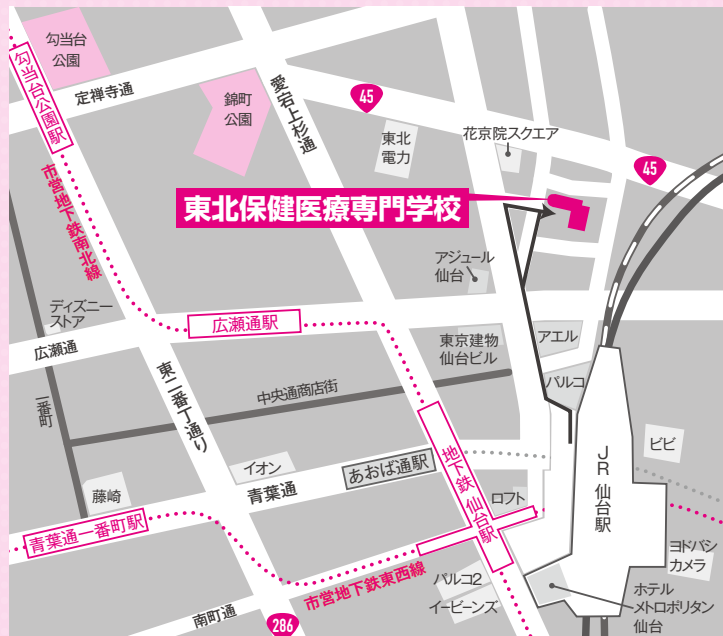 勾当台
公園
勾当台公園駅
定禅寺通
錦町
公園
愛宕上杉通
45
東北
電力
花京院スクエア
45
市営地下鉄南北線
東北保健医療専門学校
アジュール
仙台
ディズニー
ストア
広瀬通駅
広瀬通
東京建物
仙台ビル
アエル
パルコ
一番町
東二番丁通り
中央通商店街
地下鉄 仙台駅
JR 仙台駅
ビビ
イオン
あおば通駅
藤崎
青葉通
ロフト
青葉通一番町駅
ヨドバシ
カメラ
市営地下鉄東西線
パルコ2
イービーンズ
ホテル
メトロポリタン
仙台
南町通
286